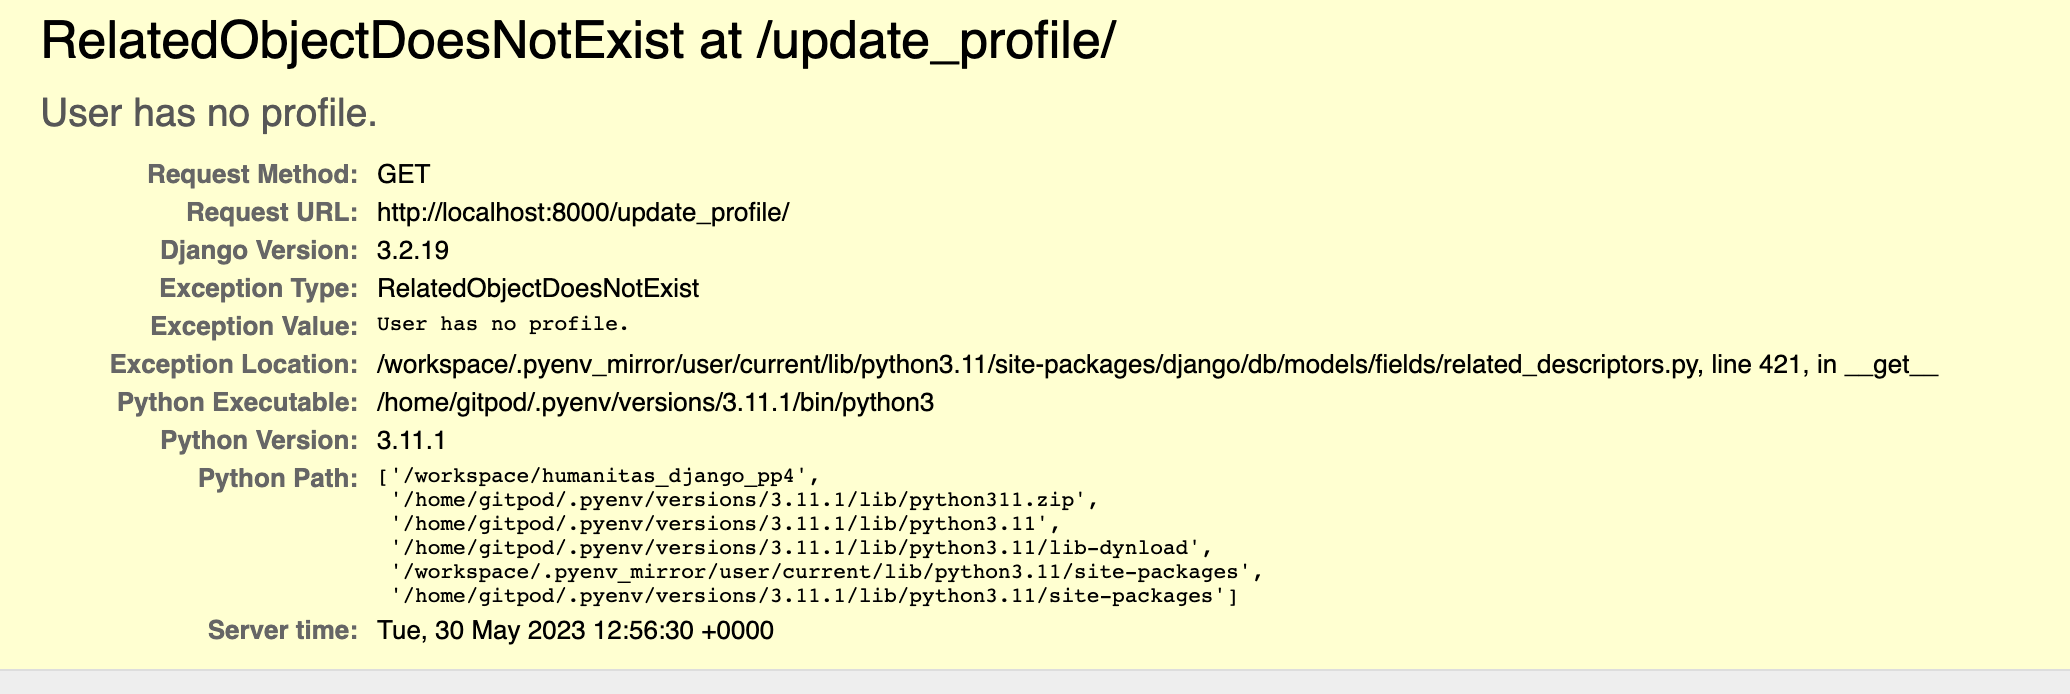 RelatedObjectDoesNotExist at /update_profile/
User has no profile.
Request Method: GET
Request URL: http://localhost:8000/update_profile/
Django Version: 3.2.19
Exception Type: RelatedObjectDoesNotExist
Exception Value: User has no profile.
Exception Location: /workspace/.pyenv_mirror/user/current/lib/python3.11/site-packages/django/db/models/fields/related_descriptors.py, line 421, in __get__
Python Executable: /home/gitpod/.pyenv/versions/3.11.1/bin/python3
Python Version: 3.11.1
Python Path: ['/workspace/humanitas_django_pp4',
'/home/gitpod/.pyenv/versions/3.11.1/lib/python311.zip',
'/home/gitpod/.pyenv/versions/3.11.1/lib/python3.11',
'/home/gitpod/.pyenv/versions/3.11.1/lib/python3.11/lib-dynload',
'/workspace/.pyenv_mirror/user/current/lib/python3.11/site-packages',
'/home/gitpod/.pyenv/versions/3.11.1/lib/python3.11/site-packages']
Server time: Tue, 30 May 2023 12:56:30 +0000